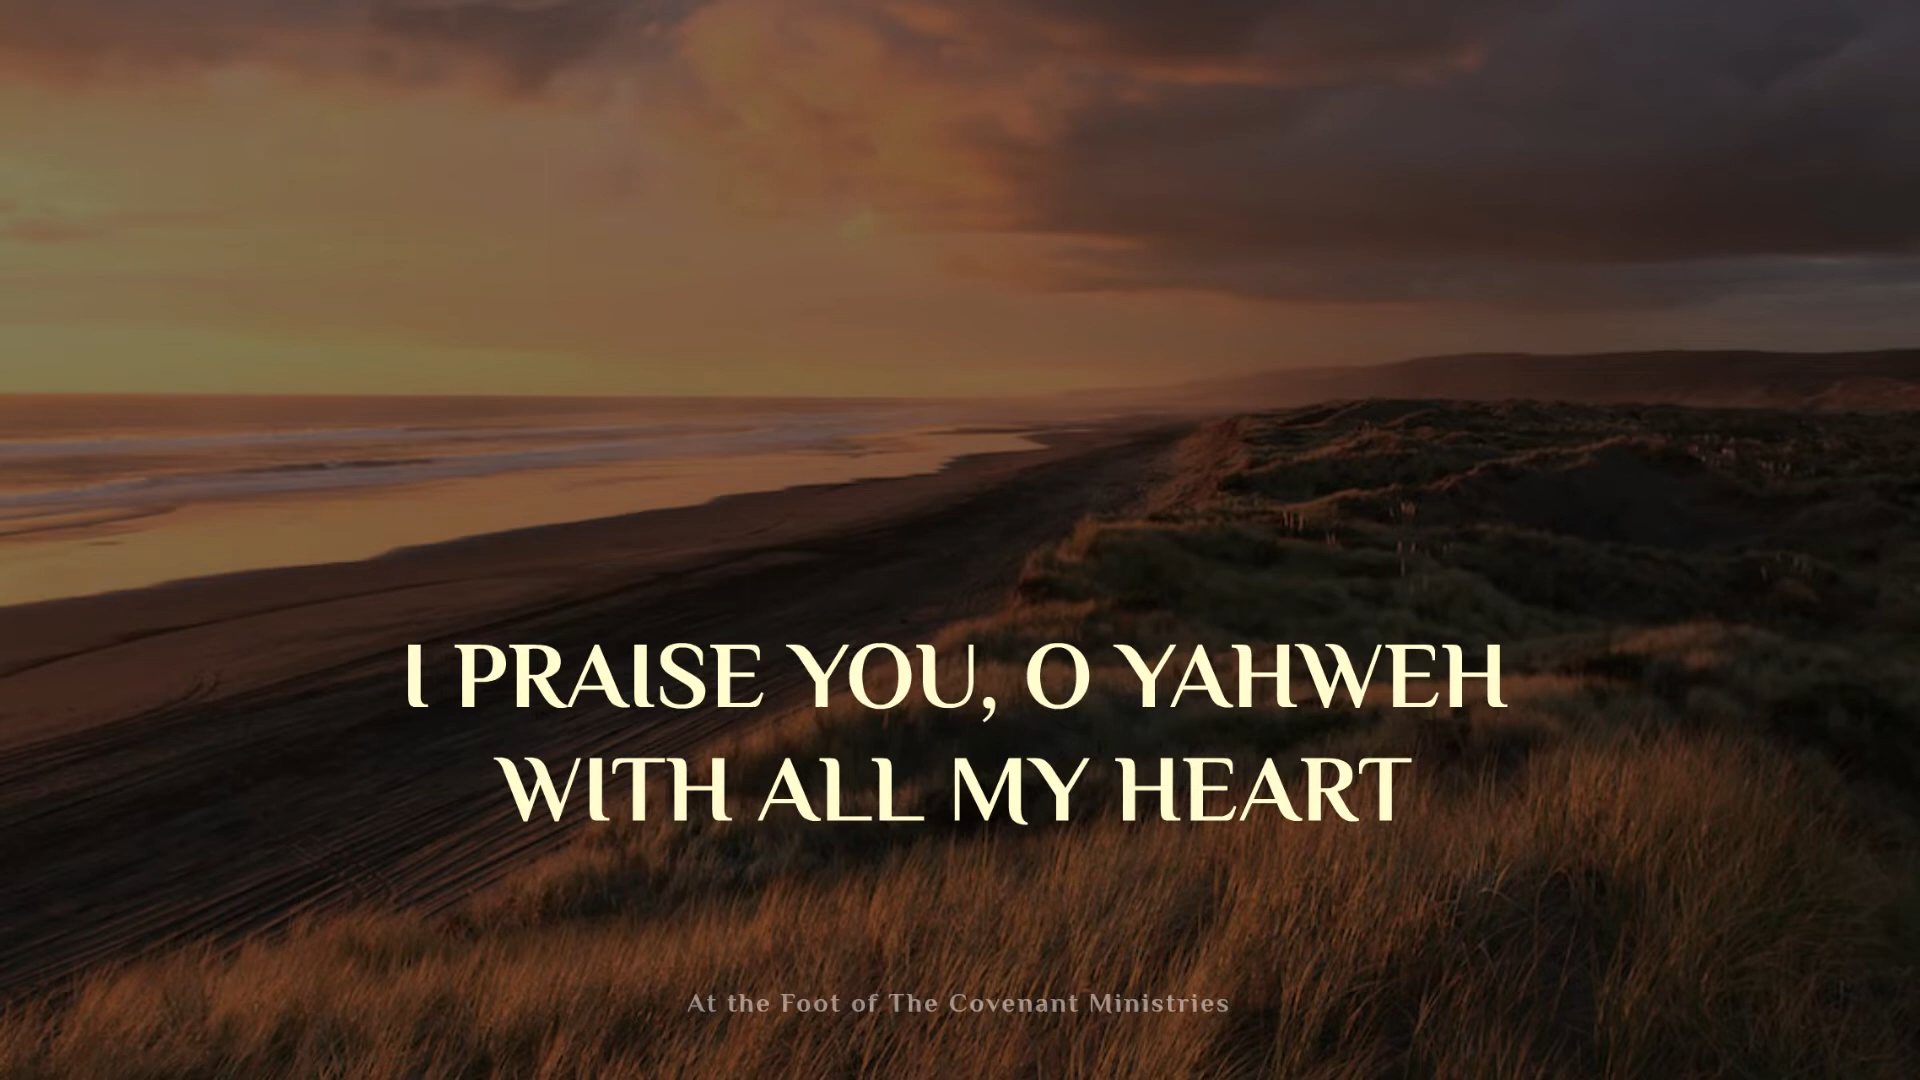 I PRAISE YOU, O YAHWEH
WITH ALL MY HEART
At the Foot of The Covenant Ministries